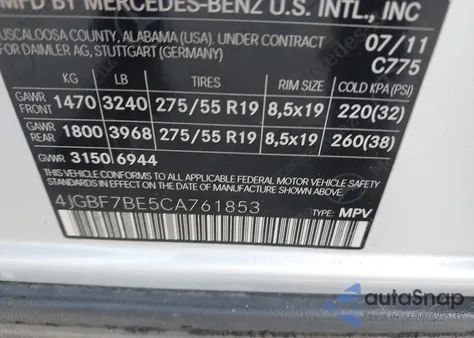 MFD BY MERCEDES-BENZ U.S. INTL., INC
USCALOOSA COUNTY, ALABAMA (USA) UNDER CONTRACT
07/11
FOR DAIMLER AG, STUTTGART (GERMANY)
C775
KG LB TIRES RIM SIZE COLD KPA(PSI)
GAWR FRONT 1470 3240 275/55 R19 8,5x19 220(32)
GAWR REAR 1800 3968 275/55 R19 8,5x19 260(38)
GVWR 3150 6944
THIS VEHICLE CONFORMS TO ALL APPLICABLE FEDERAL MOTOR
VEHICLE SAFETY STANDARDS IN EFFECT ON THE DATE OF
MANUFACTURE SHOWN ABOVE.
4JGBF7BE5CA761853
TYPE: MPV
autoSnap